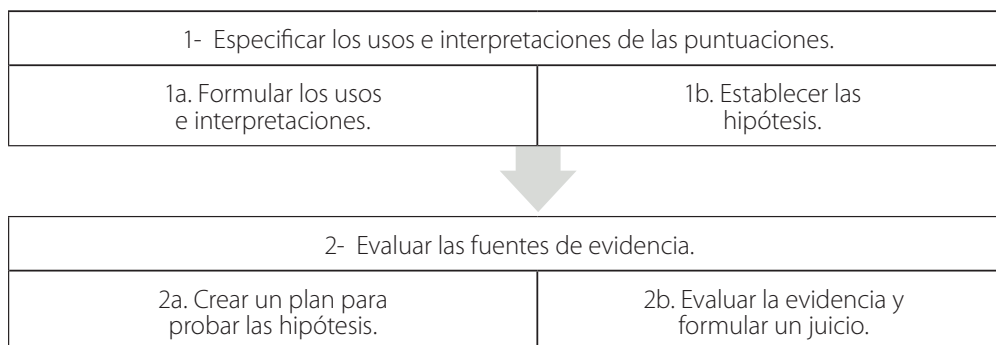 1- Especificar los usos e interpretaciones de las puntuaciones.
1a. Formular los usos
e interpretaciones.
1b. Establecer las
hipótesis.
2- Evaluar las fuentes de evidencia.
2a. Crear un plan para
probar las hipótesis.
2b. Evaluar la evidencia y
formular un juicio.